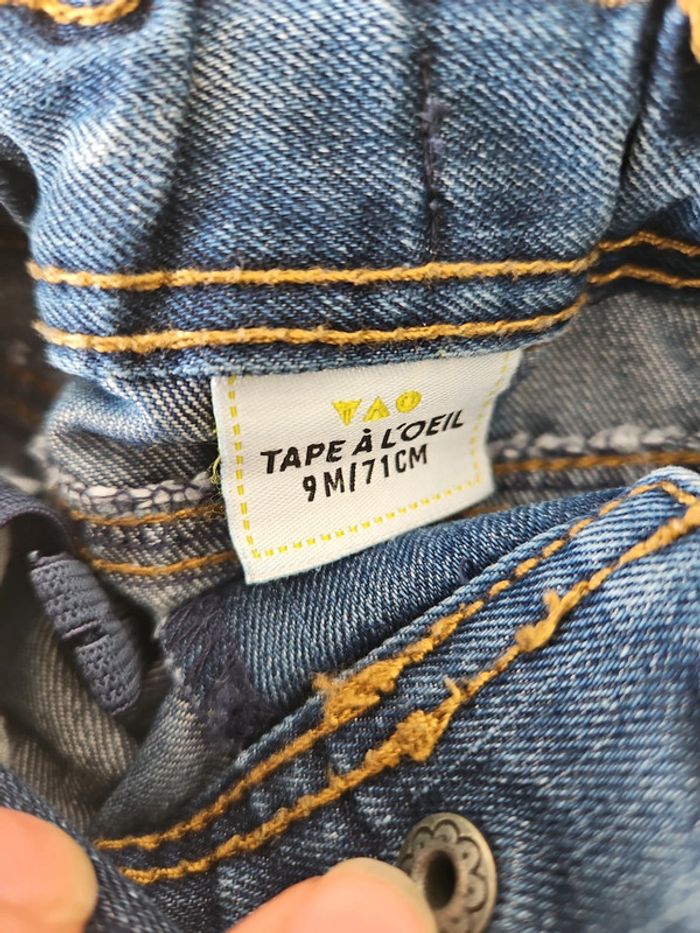 TAO
TAPE À L'OEIL
9M/71CM